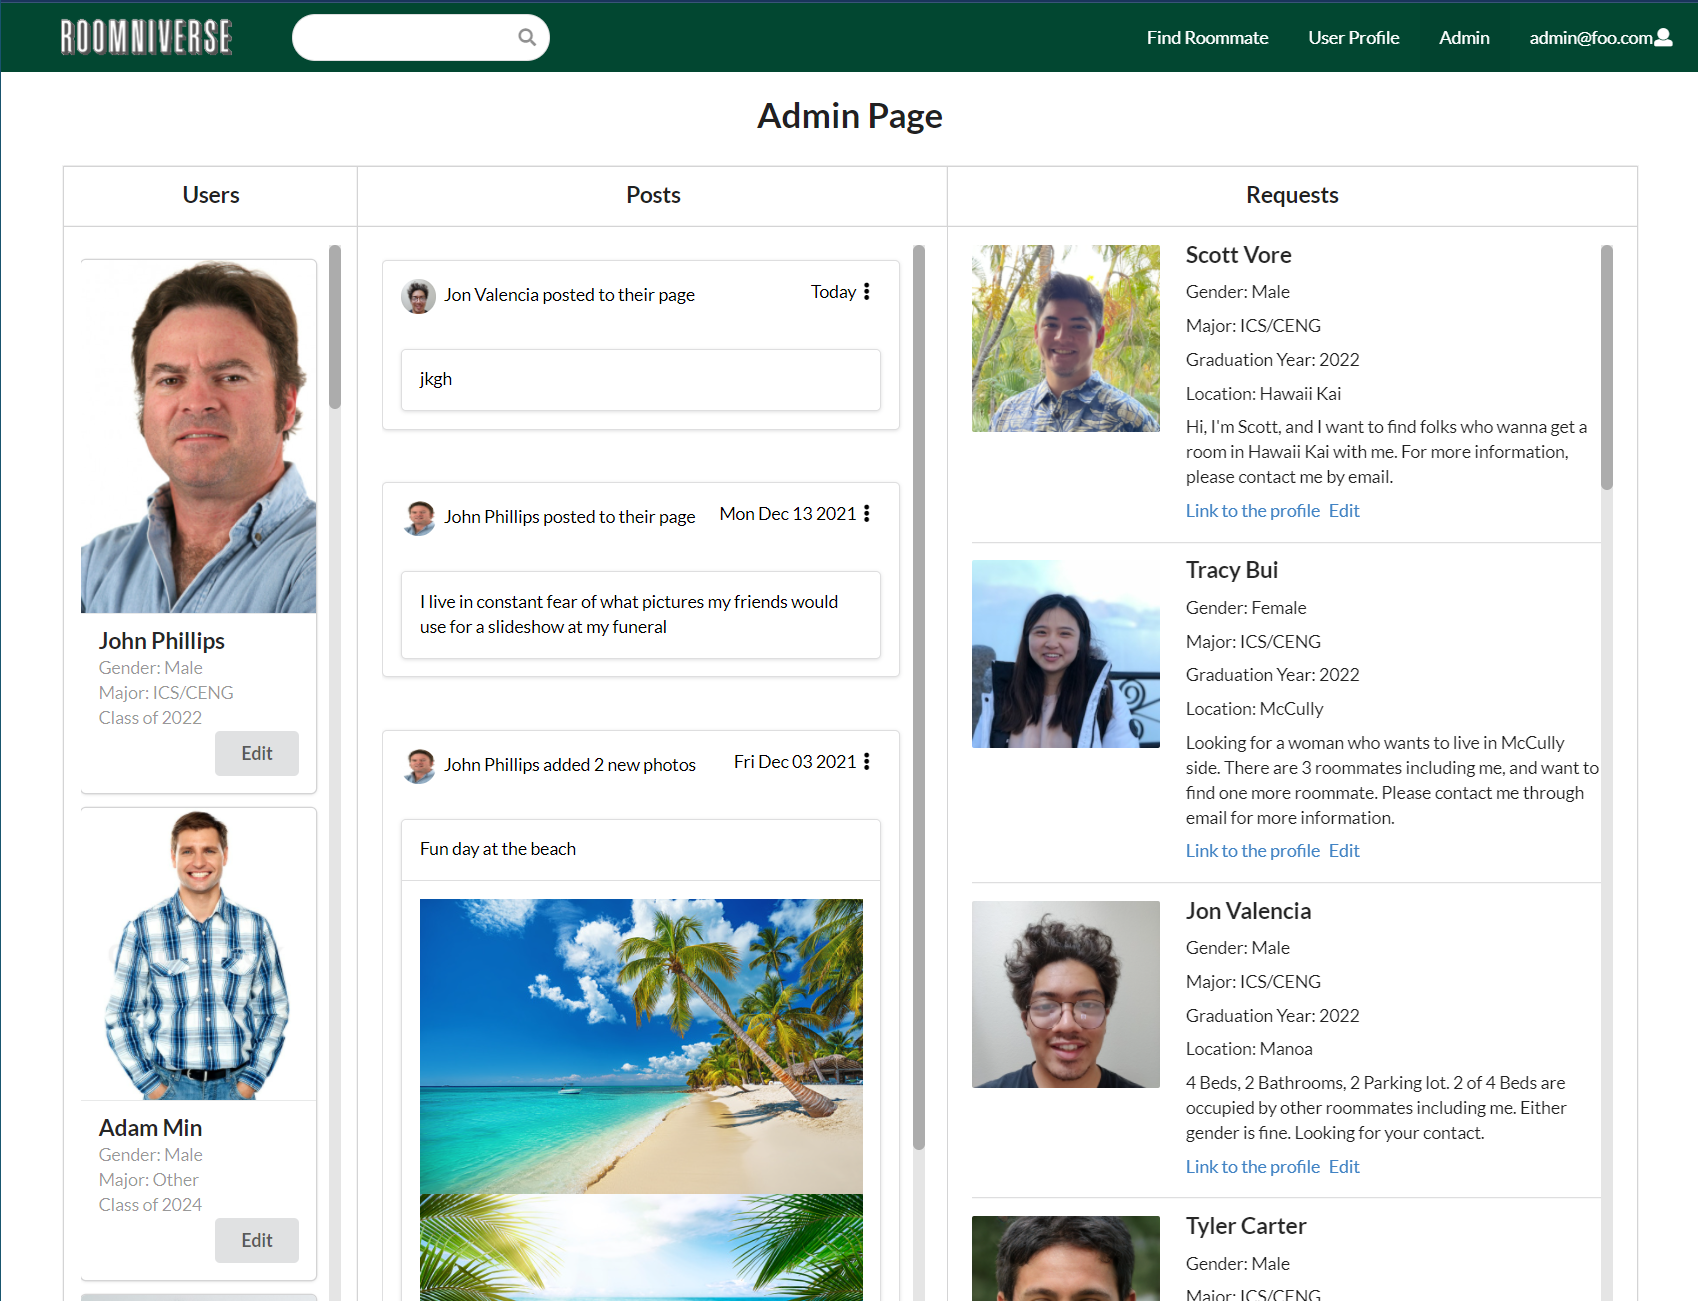 ROOMNIVERSE
Find Roommate
User Profile
Admin
admin@foo.com
Admin Page
Users
Posts
Requests
John Phillips
Gender: Male
Major: ICS/CENG
Class of 2022
Edit
Adam Min
Gender: Male
Major: Other
Class of 2024
Edit
Jon Valencia posted to their page
Today
jkgh
John Phillips posted to their page
Mon Dec 13 2021
I live in constant fear of what pictures my friends would
use for a slideshow at my funeral
John Phillips added 2 new photos
Fri Dec 03 2021
Fun day at the beach
Scott Vore
Gender: Male
Major: ICS/CENG
Graduation Year: 2022
Location: Hawaii Kai
Hi, I'm Scott, and I want to find folks who wanna get a
room in Hawaii Kai with me. For more information,
please contact me by email.
Link to the profile Edit
Tracy Bui
Gender: Female
Major: ICS/CENG
Graduation Year: 2022
Location: McCully
Looking for a woman who wants to live in McCully
side. There are 3 roommates including me, and want to
find one more roommate. Please contact me through
email for more information.
Link to the profile Edit
Jon Valencia
Gender: Male
Major: ICS/CENG
Graduation Year: 2022
Location: Manoa
4 Beds, 2 Bathrooms, 2 Parking lot. 2 of 4 Beds are
occupied by other roommates including me. Either
gender is fine. Looking for your contact.
Link to the profile Edit
Tyler Carter
Gender: Male
Major: ICS/CENG